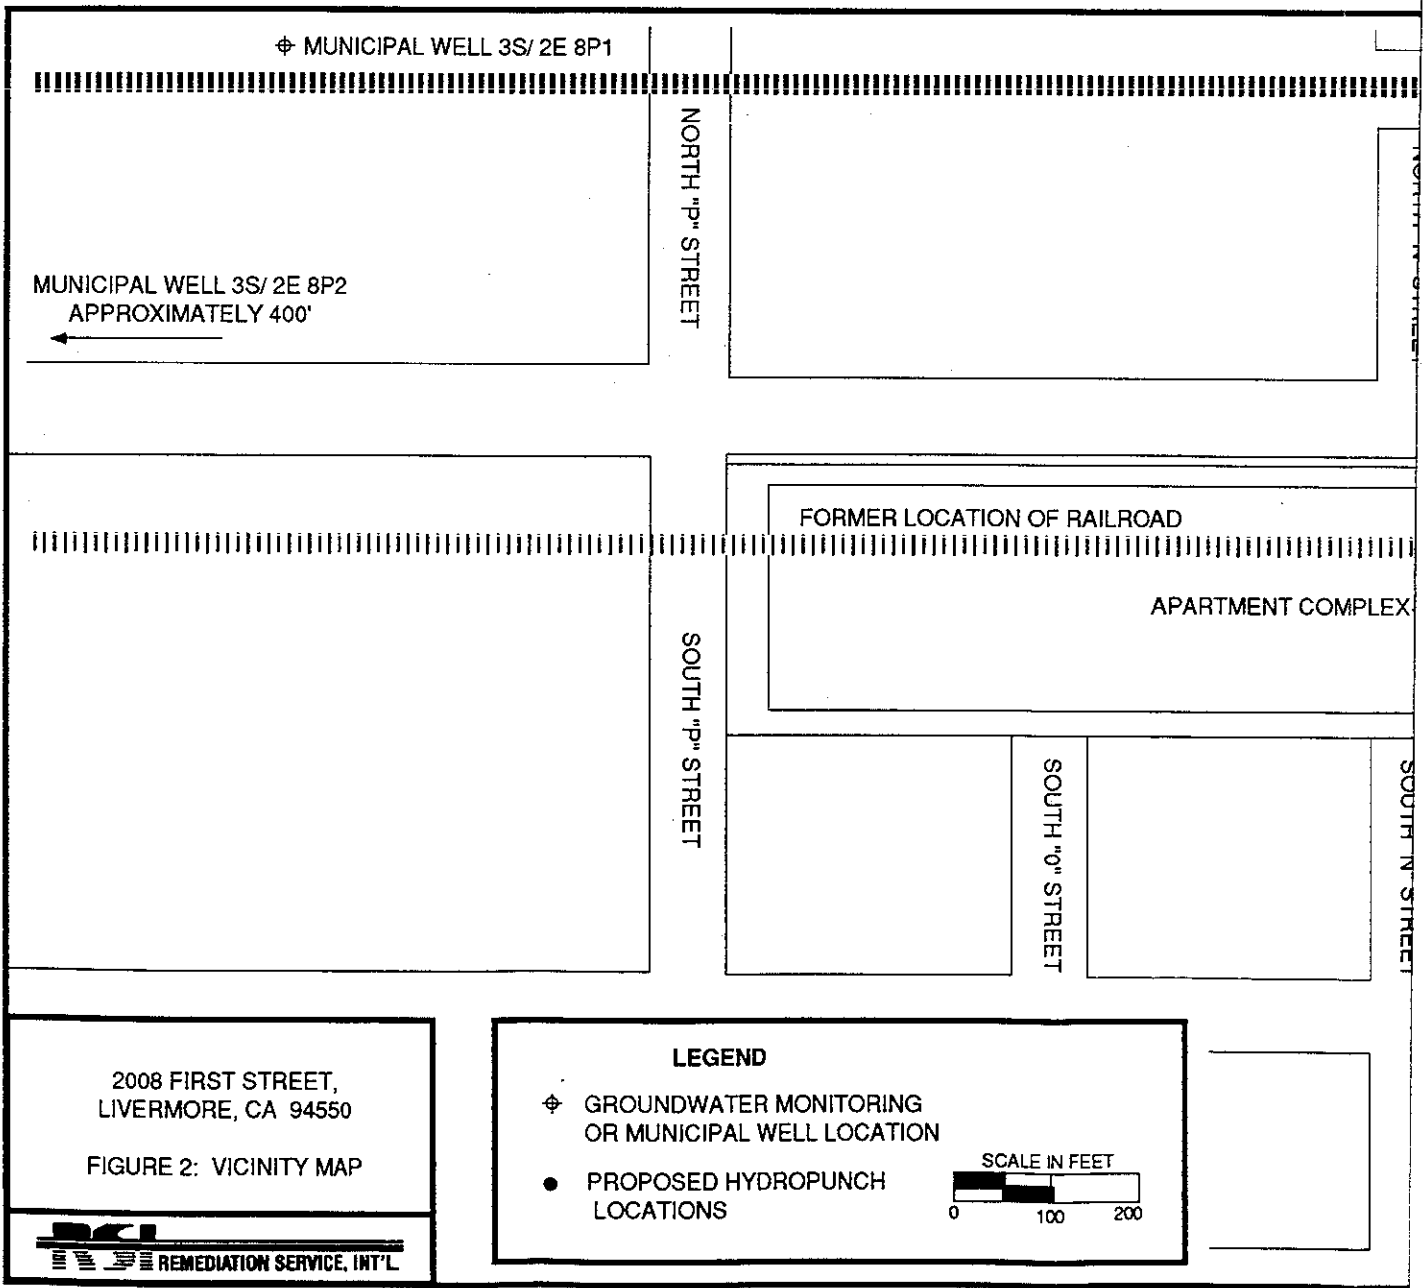 MUNICIPAL WELL 3S/ 2E 8P1
NORTH "P" STREET
MUNICIPAL WELL 3S/ 2E 8P2
APPROXIMATELY 400'
FORMER LOCATION OF RAILROAD
APARTMENT COMPLEX
SOUTH "P" STREET
SOUTH "O" STREET
SOUTH "N" STREET
2008 FIRST STREET,
LIVERMORE, CA 94550
FIGURE 2: VICINITY MAP
REMEDIATION SERVICE, INT'L
LEGEND
GROUNDWATER MONITORING
OR MUNICIPAL WELL LOCATION
PROPOSED HYDROPUNCH
LOCATIONS
SCALE IN FEET
0 100 200